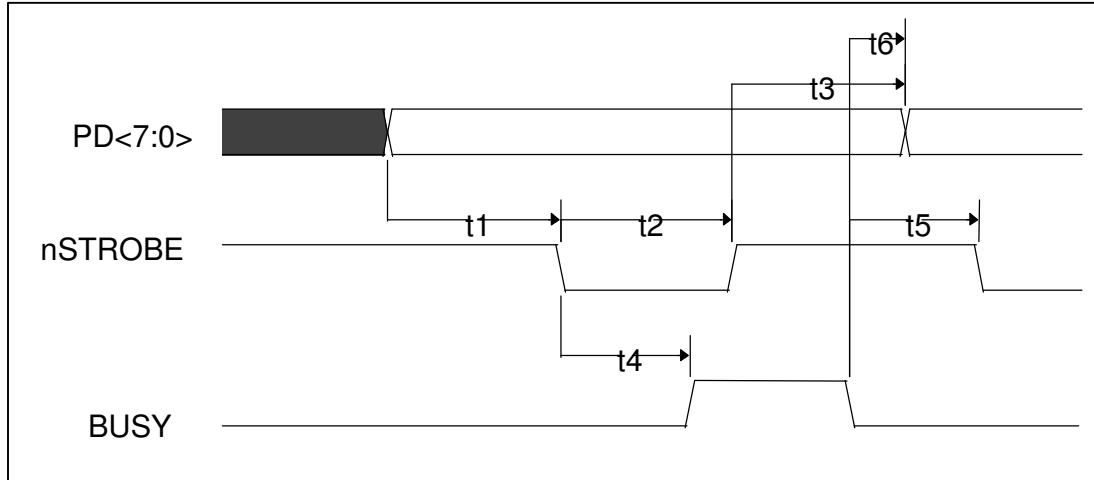 t6
t3
PD<7:0>
t1 t2 t5
nSTROBE
t4
BUSY